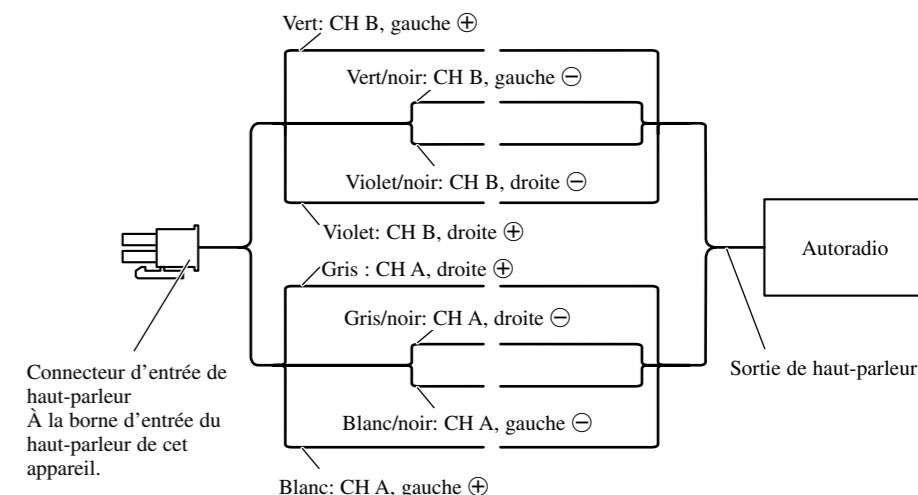 Vert: CH B, gauche ⊕
Vert/noir: CH B, gauche ⊖
Violet/noir: CH B, droite ⊖
Violet: CH B, droite ⊕
Gris : CH A, droite ⊕
Gris/noir: CH A, droite ⊖
Blanc/noir: CH A, gauche ⊖
Blanc: CH A, gauche ⊕
Connecteur d’entrée de
haut-parleur
À la borne d’entrée du
haut-parleur de cet
appareil.
Autoradio
Sortie de haut-parleur